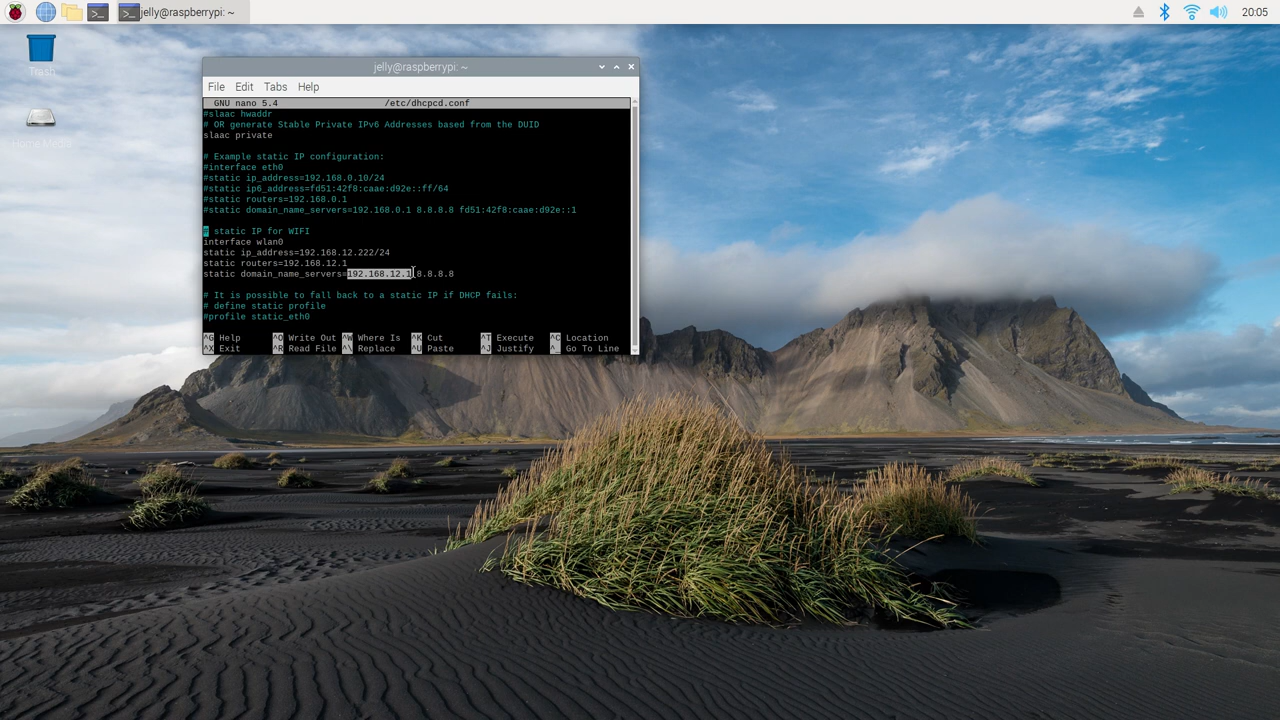 jelly@raspberrypi: ~
20:05
Trash
jelly@raspberrypi: ~
File Edit Tabs Help
GNU nano 5.4 /etc/dhcpcd.conf
#slaac hwaddr
# OR generate Stable Private IPv6 Addresses based from the DUID
slaac private
# Example static IP configuration:
#interface eth0
#static ip_address=192.168.0.10/24
#static ip6_address=fd51:42f8:caae:d92e::ff/64
#static routers=192.168.0.1
#static domain_name_servers=192.168.0.1 8.8.8.8 fd51:42f8:caae:d92e::1
# static IP for WIFI
interface wlan0
static ip_address=192.168.12.222/24
static routers=192.168.12.1
static domain_name_servers=192.168.12.1 8.8.8.8
# It is possible to fall back to a static IP if DHCP fails:
# define static profile
#profile static_eth0
^G Help ^O Write Out ^W Where Is ^K Cut ^T Execute ^C Location
^X Exit ^R Read File ^\ Replace ^U Paste ^J Justify ^_ Go To Line